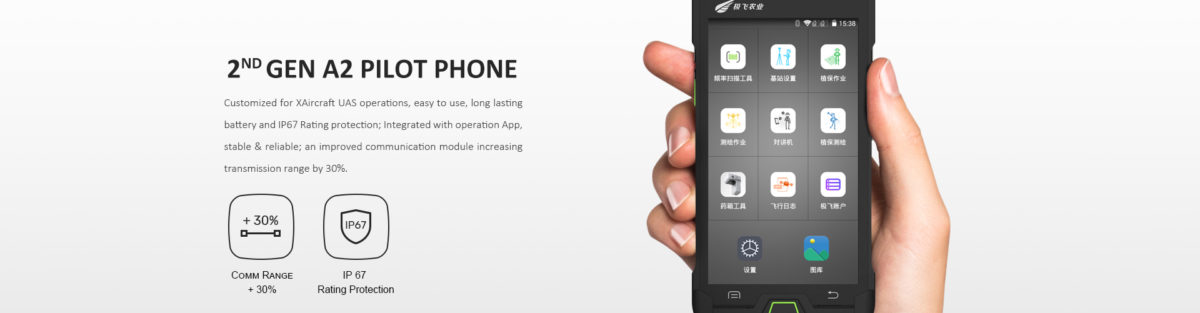 2ND GEN A2 PILOT PHONE
Customized for XAircraft UAS operations, easy to use, long lasting
battery and IP67 Rating protection; Integrated with operation App,
stable & reliable; an improved communication module increasing
transmission range by 30%.
+ 30%
IP67
COMM RANGE
+ 30%
IP 67
Rating Protection
极飞农业
15:38
频率扫描工具
基站设置
植保作业
测绘作业
对讲机
植保测绘
药箱工具
飞行日志
极飞账户
设置
图库